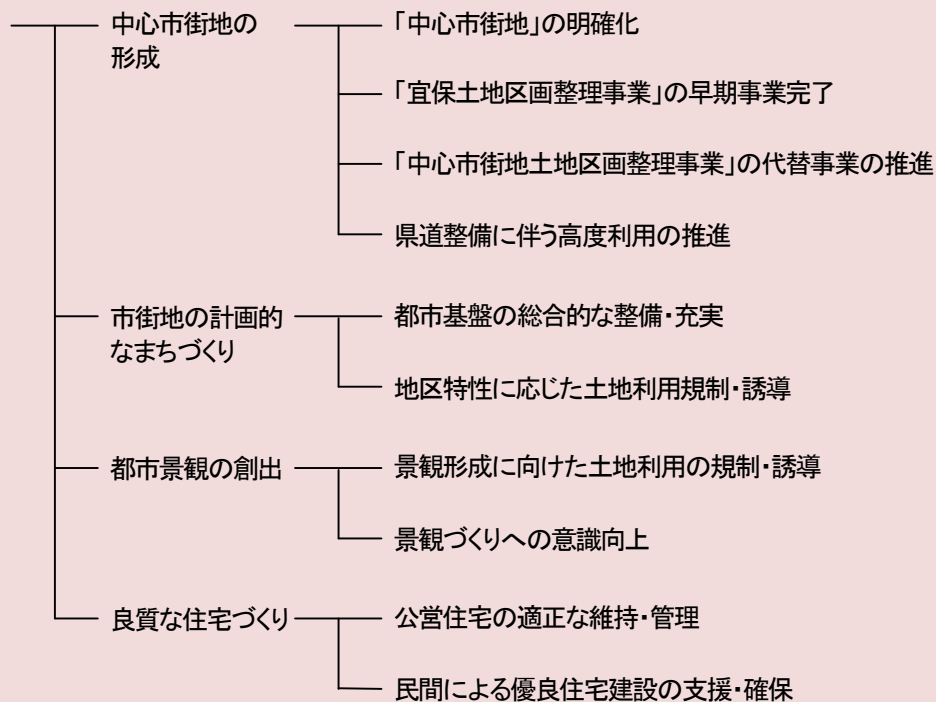 中心市街地の
形成
「中心市街地」の明確化
「宜保土地区画整理事業」の早期事業完了
「中心市街地土地区画整理事業」の代替事業の推進
県道整備に伴う高度利用の推進
市街地の計画的
なまちづくり
都市基盤の総合的な整備・充実
地区特性に応じた土地利用規制・誘導
都市景観の創出
景観形成に向けた土地利用の規制・誘導
景観づくりへの意識向上
良質な住宅づくり
公営住宅の適正な維持・管理
民間による優良住宅建設の支援・確保